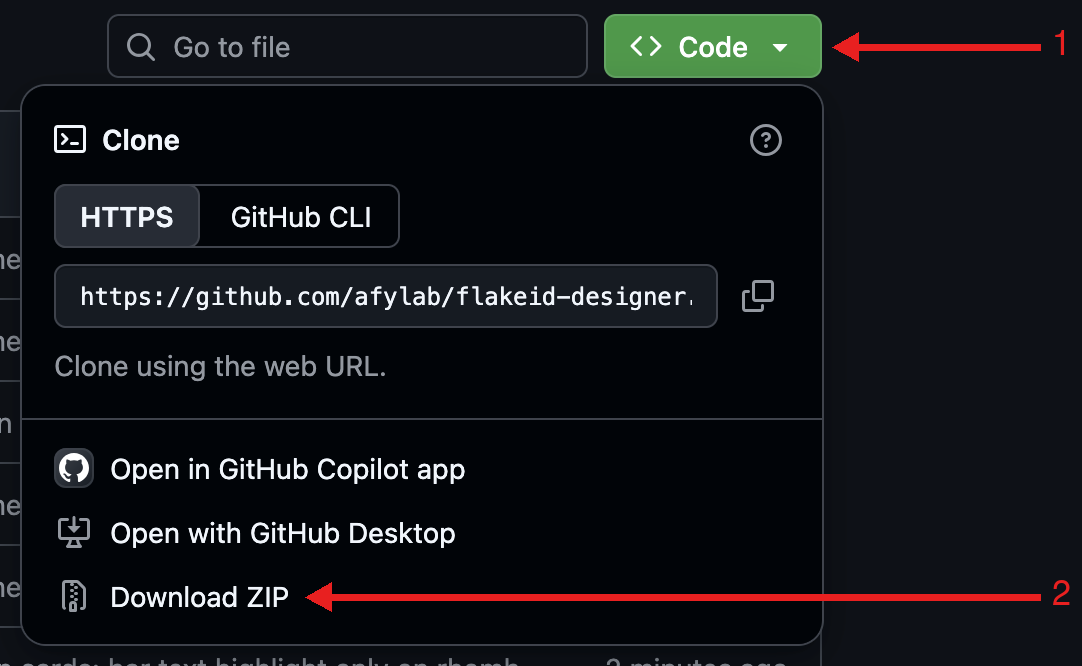 Go to file
Code
1
Clone
HTTPS
GitHub CLI
https://github.com/afylab/flakeid-designer.
Clone using the web URL.
Open in GitHub Copilot app
Open with GitHub Desktop
Download ZIP
2